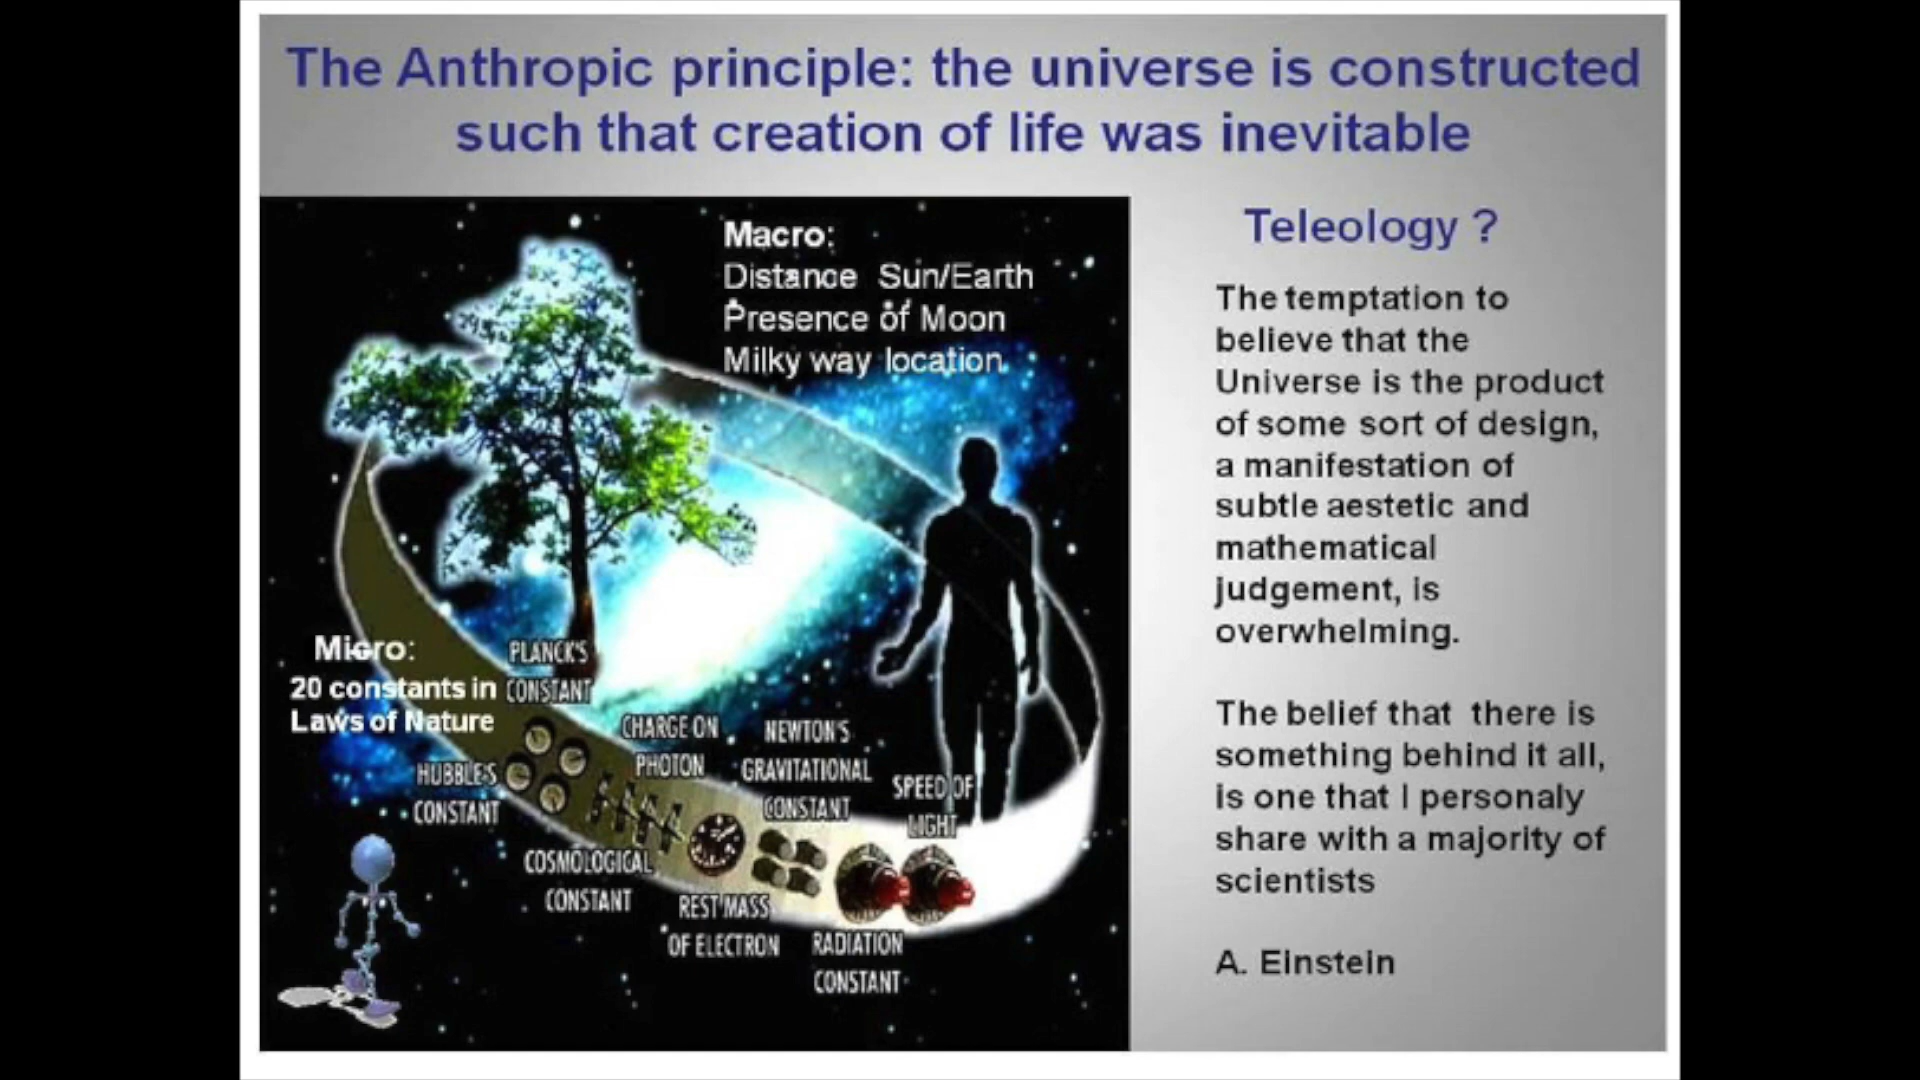 The Anthropic principle: the universe is constructed
such that creation of life was inevitable
Macro:
Distance Sun/Earth
Presence of Moon
Milky way location
Micro:
20 constants in
Laws of Nature
PLANCK'S
CONSTANT
CHARGE ON
PHOTON
NEWTON'S
GRAVITATIONAL
CONSTANT
SPEED OF
LIGHT
HUBBLE'S
CONSTANT
COSMOLOGICAL
CONSTANT
REST MASS
OF ELECTRON
RADIATION
CONSTANT
Teleology ?
The temptation to
believe that the
Universe is the product
of some sort of design,
a manifestation of
subtle aestetic and
mathematical
judgement, is
overwhelming.
The belief that there is
something behind it all,
is one that I personaly
share with a majority of
scientists
A. Einstein